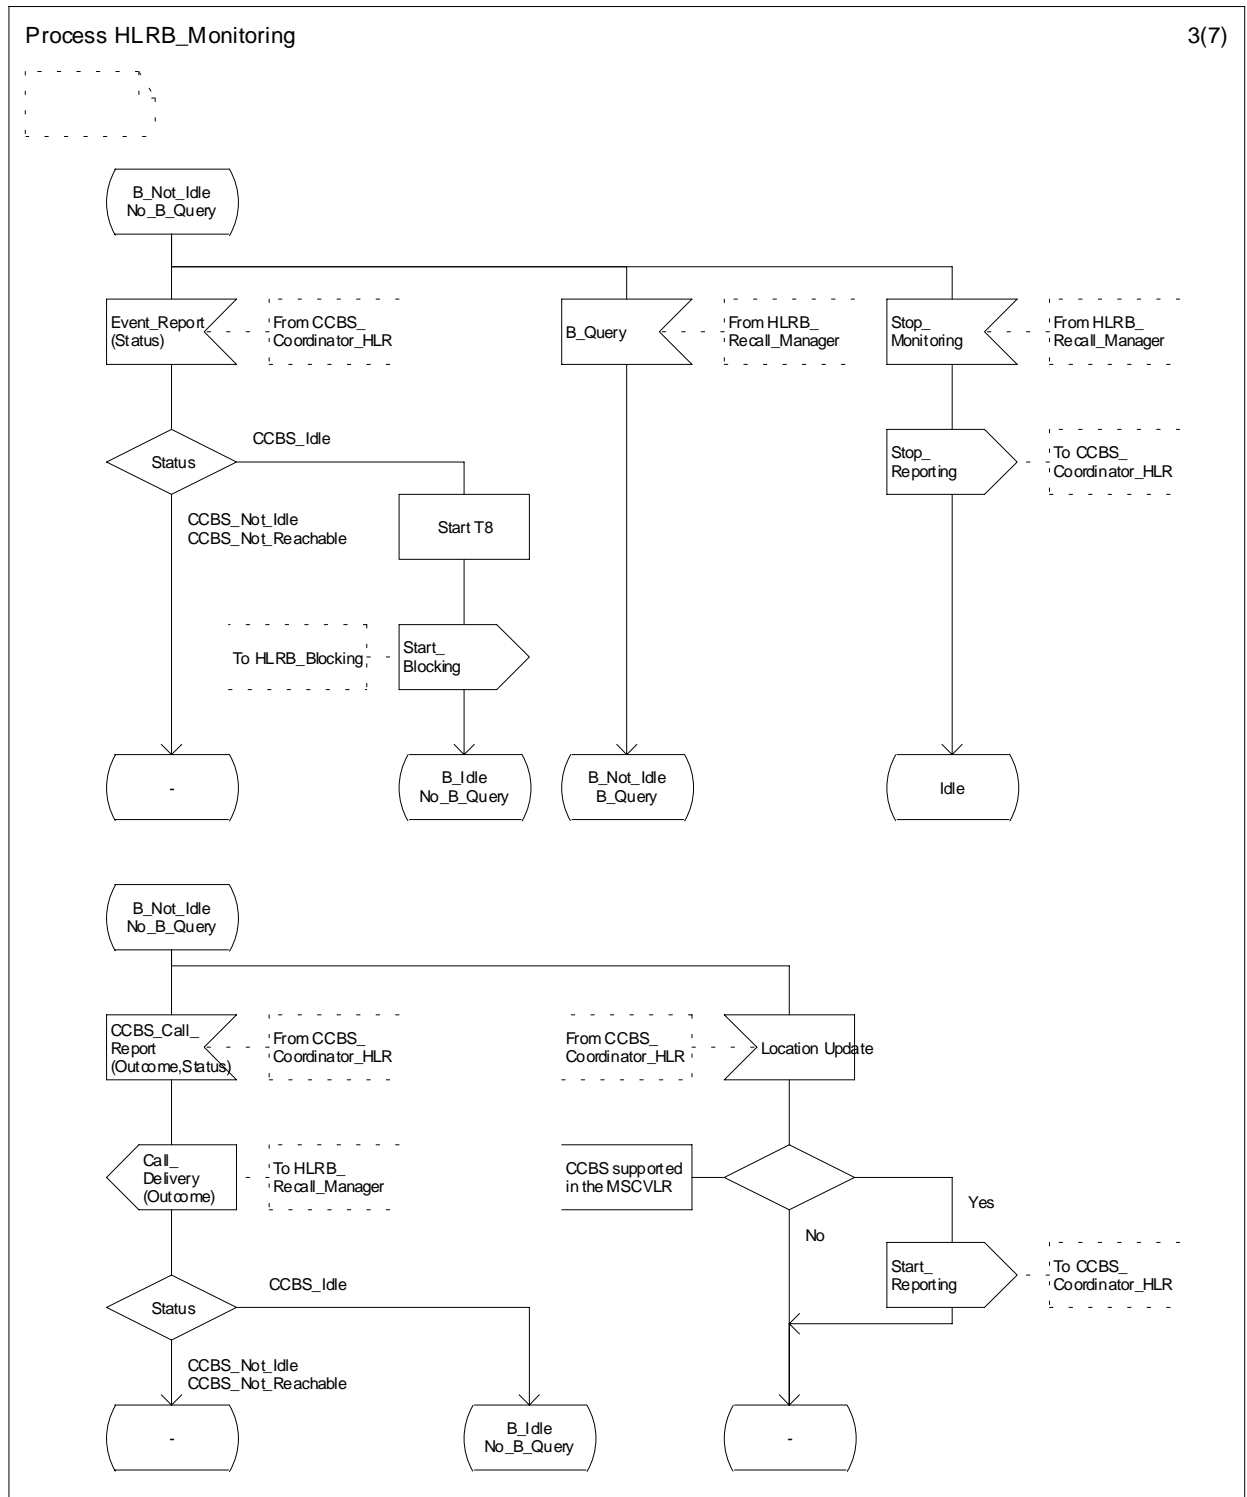 Process HLRB_Monitoring
3(7)
B_Not_Idle
No_B_Query
Event_Report
(Status)
From CCBS_
Coordinator_HLR
B_Query
From HLRB_
Recall_Manager
Stop_
Monitoring
From HLRB_
Recall_Manager
Status
CCBS_Idle
Stop_
Reporting
To CCBS_
Coordinator_HLR
CCBS_Not_Idle
CCBS_Not_Reachable
Start T8
To HLRB_Blocking
Start_
Blocking
-
B_Idle
No_B_Query
B_Not_Idle
B_Query
Idle
B_Not_Idle
No_B_Query
CCBS_Call_
Report
(Outcome,Status)
From CCBS_
Coordinator_HLR
From CCBS_
Coordinator_HLR
Location Update
Call_
Delivery
(Outcome)
To HLRB_
Recall_Manager
CCBS supported
in the MSCVLR
Yes
No
Start_
Reporting
To CCBS_
Coordinator_HLR
Status
CCBS_Idle
CCBS_Not_Idle
CCBS_Not_Reachable
-
B_Idle
No_B_Query
-